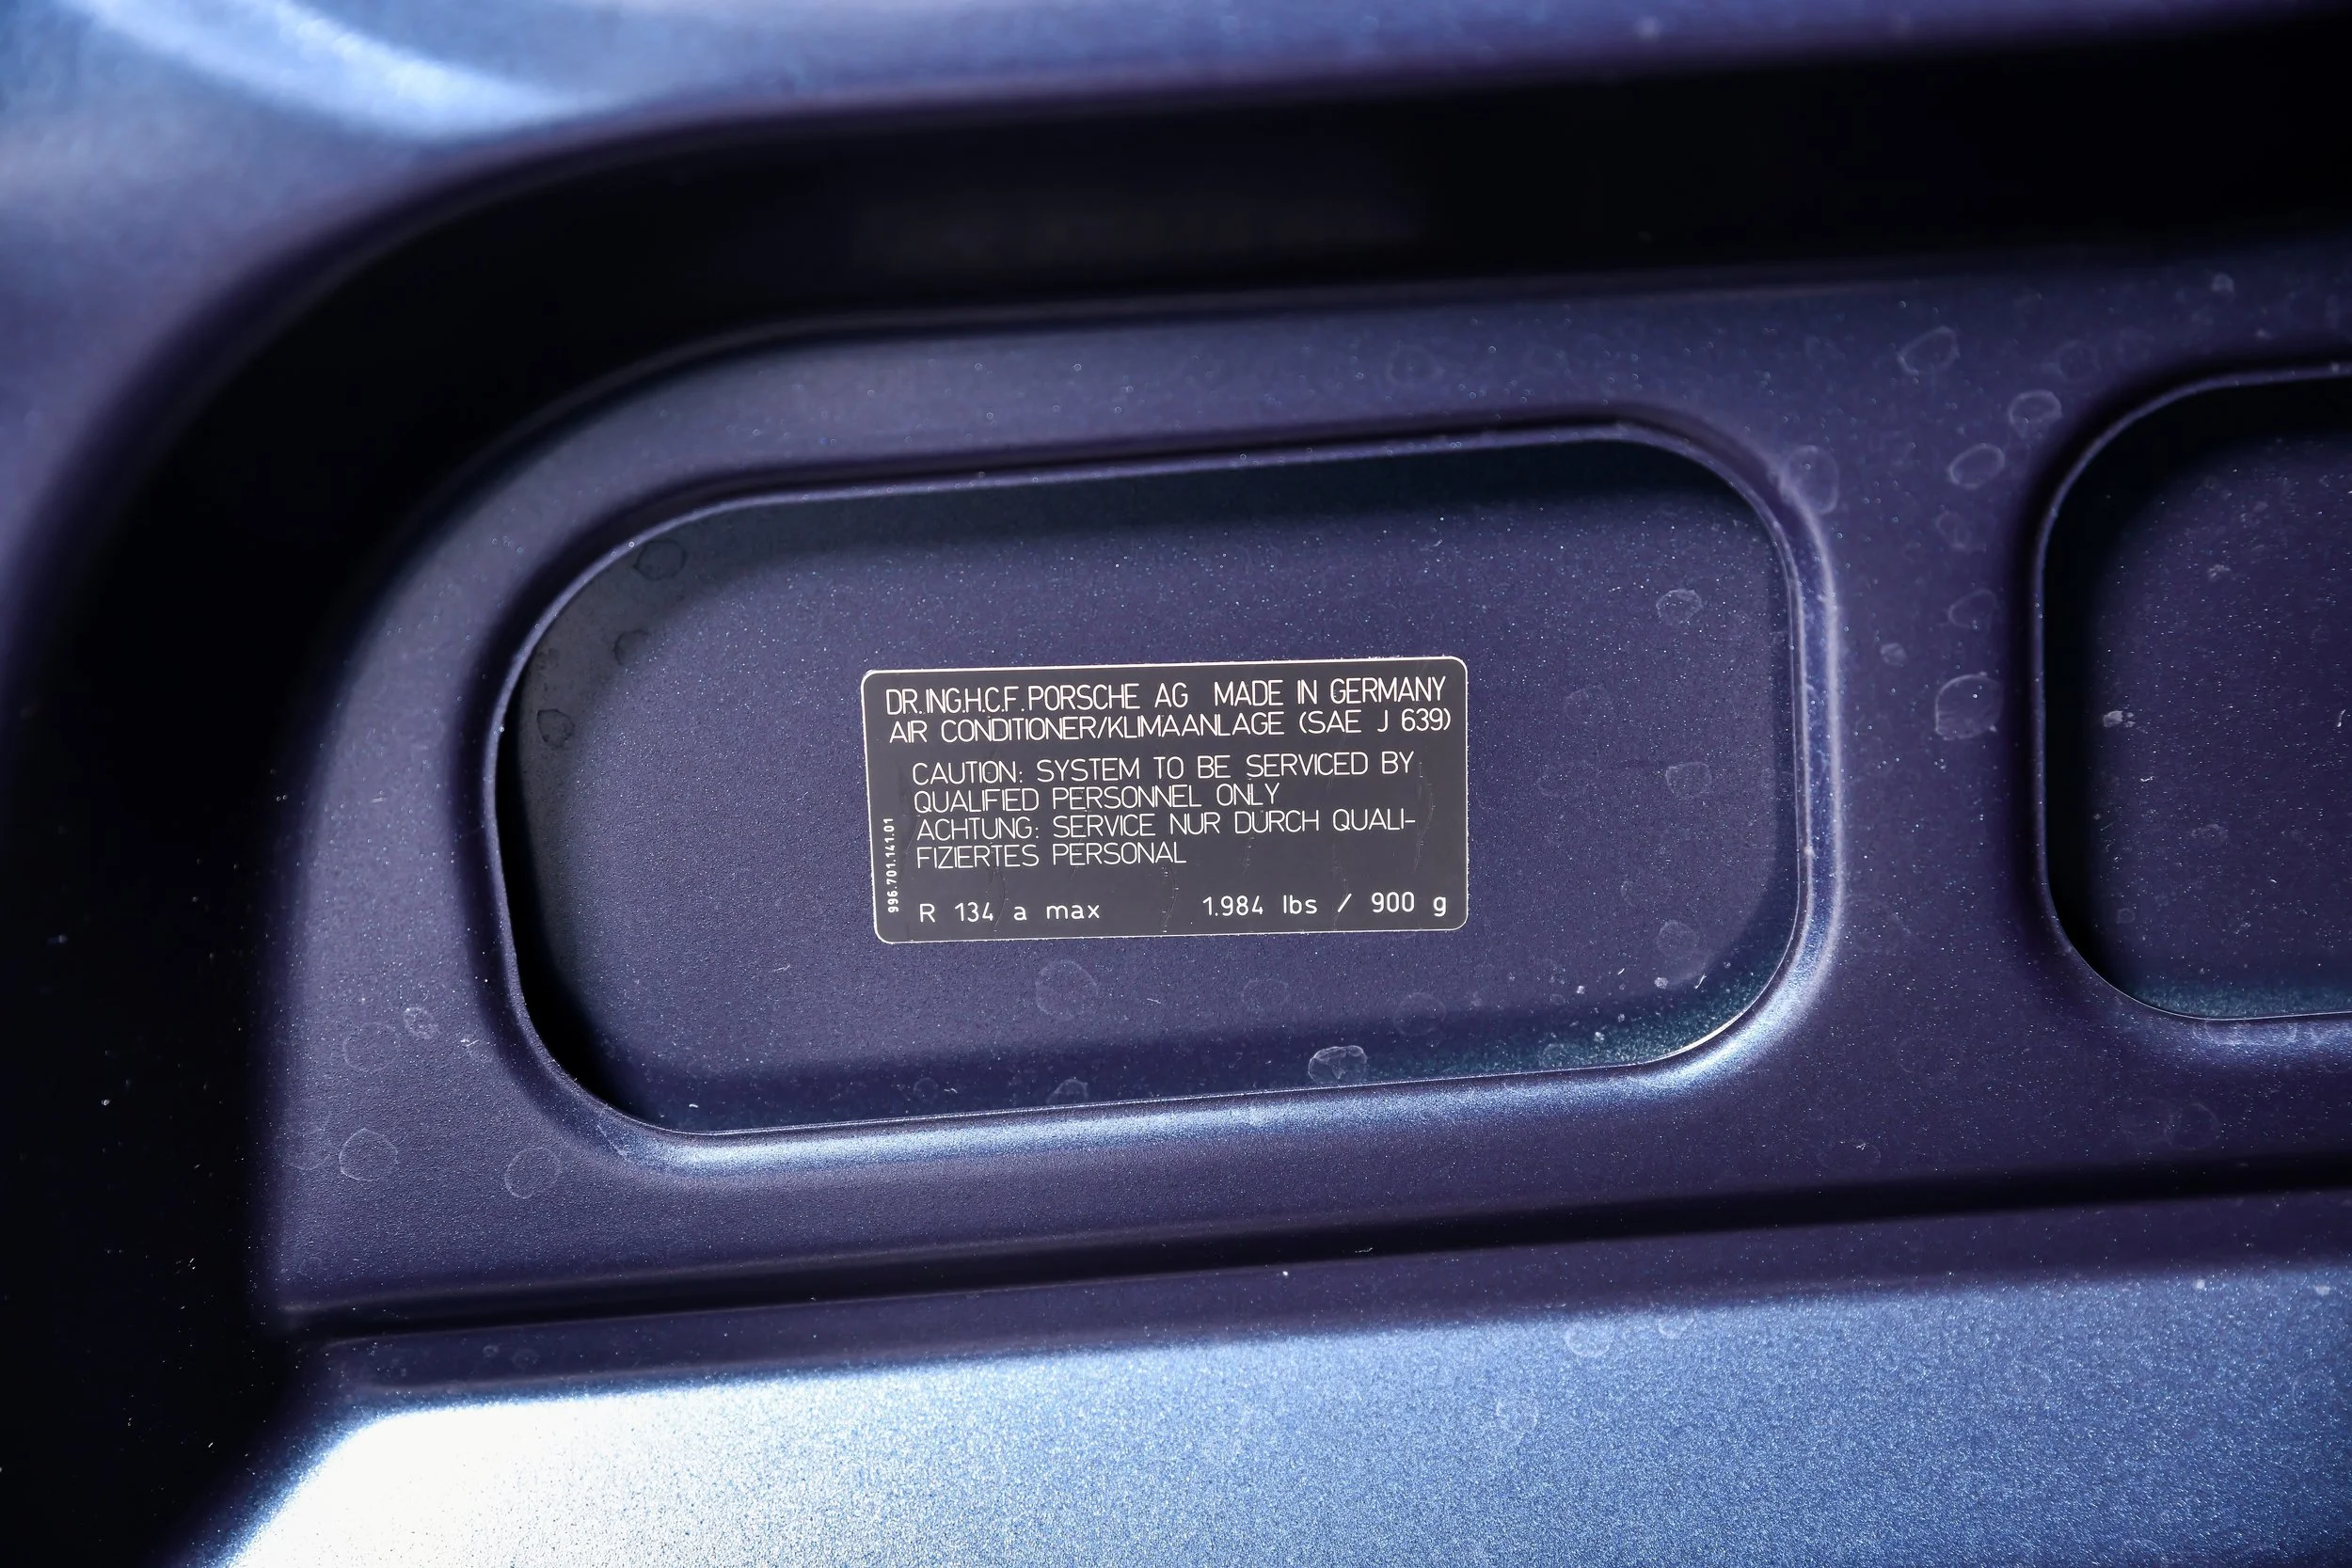 DR.ING.H.C.F. PORSCHE AG MADE IN GERMANY
AIR CONDITIONER/KLIMAANLAGE (SAE J 639)
CAUTION: SYSTEM TO BE SERVICED BY
QUALIFIED PERSONNEL ONLY
ACHTUNG: SERVICE NUR DURCH QUALI-
FIZIERTES PERSONAL
R 134 a max 1.984 lbs / 900 g
996.701.141.01